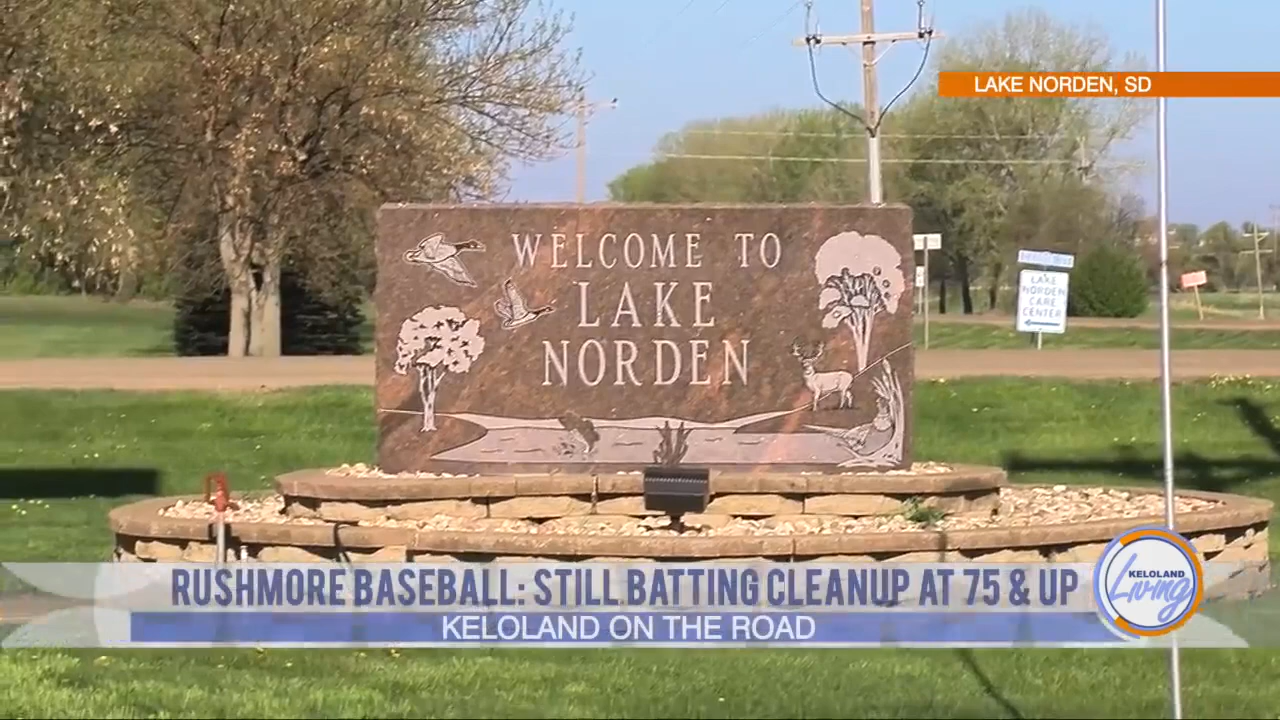 LAKE NORDEN, SD
WELCOME TO
LAKE
NORDEN
LAKE
NORDEN
CARE
CENTER
RUSHMORE BASEBALL: STILL BATTING CLEANUP AT 75 & UP
KELOLAND ON THE ROAD
KELOLAND
Living